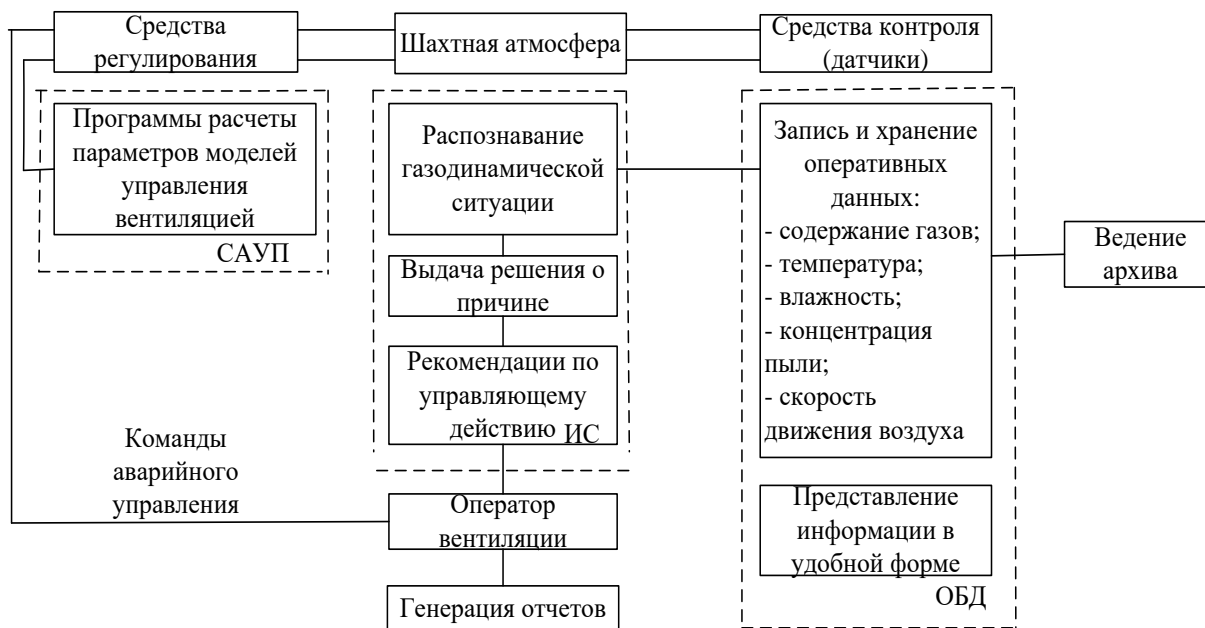 Средства
регулирования
Шахтная атмосфера
Средства контроля
(датчики)
Программы расчеты
параметров моделей
управления
вентиляцией
САУП
Распознавание
газодинамической
ситуации
Выдача решения о
причине
Рекомендации по
управляющему
действию
ИС
Запись и хранение
оперативных
данных:
- содержание газов;
- температура;
- влажность;
- концентрация
пыли;
- скорость
движения воздуха
Ведение
архива
Команды
аварийного
управления
Оператор
вентиляции
Генерация отчетов
Представление
информации в
удобной форме
ОБД